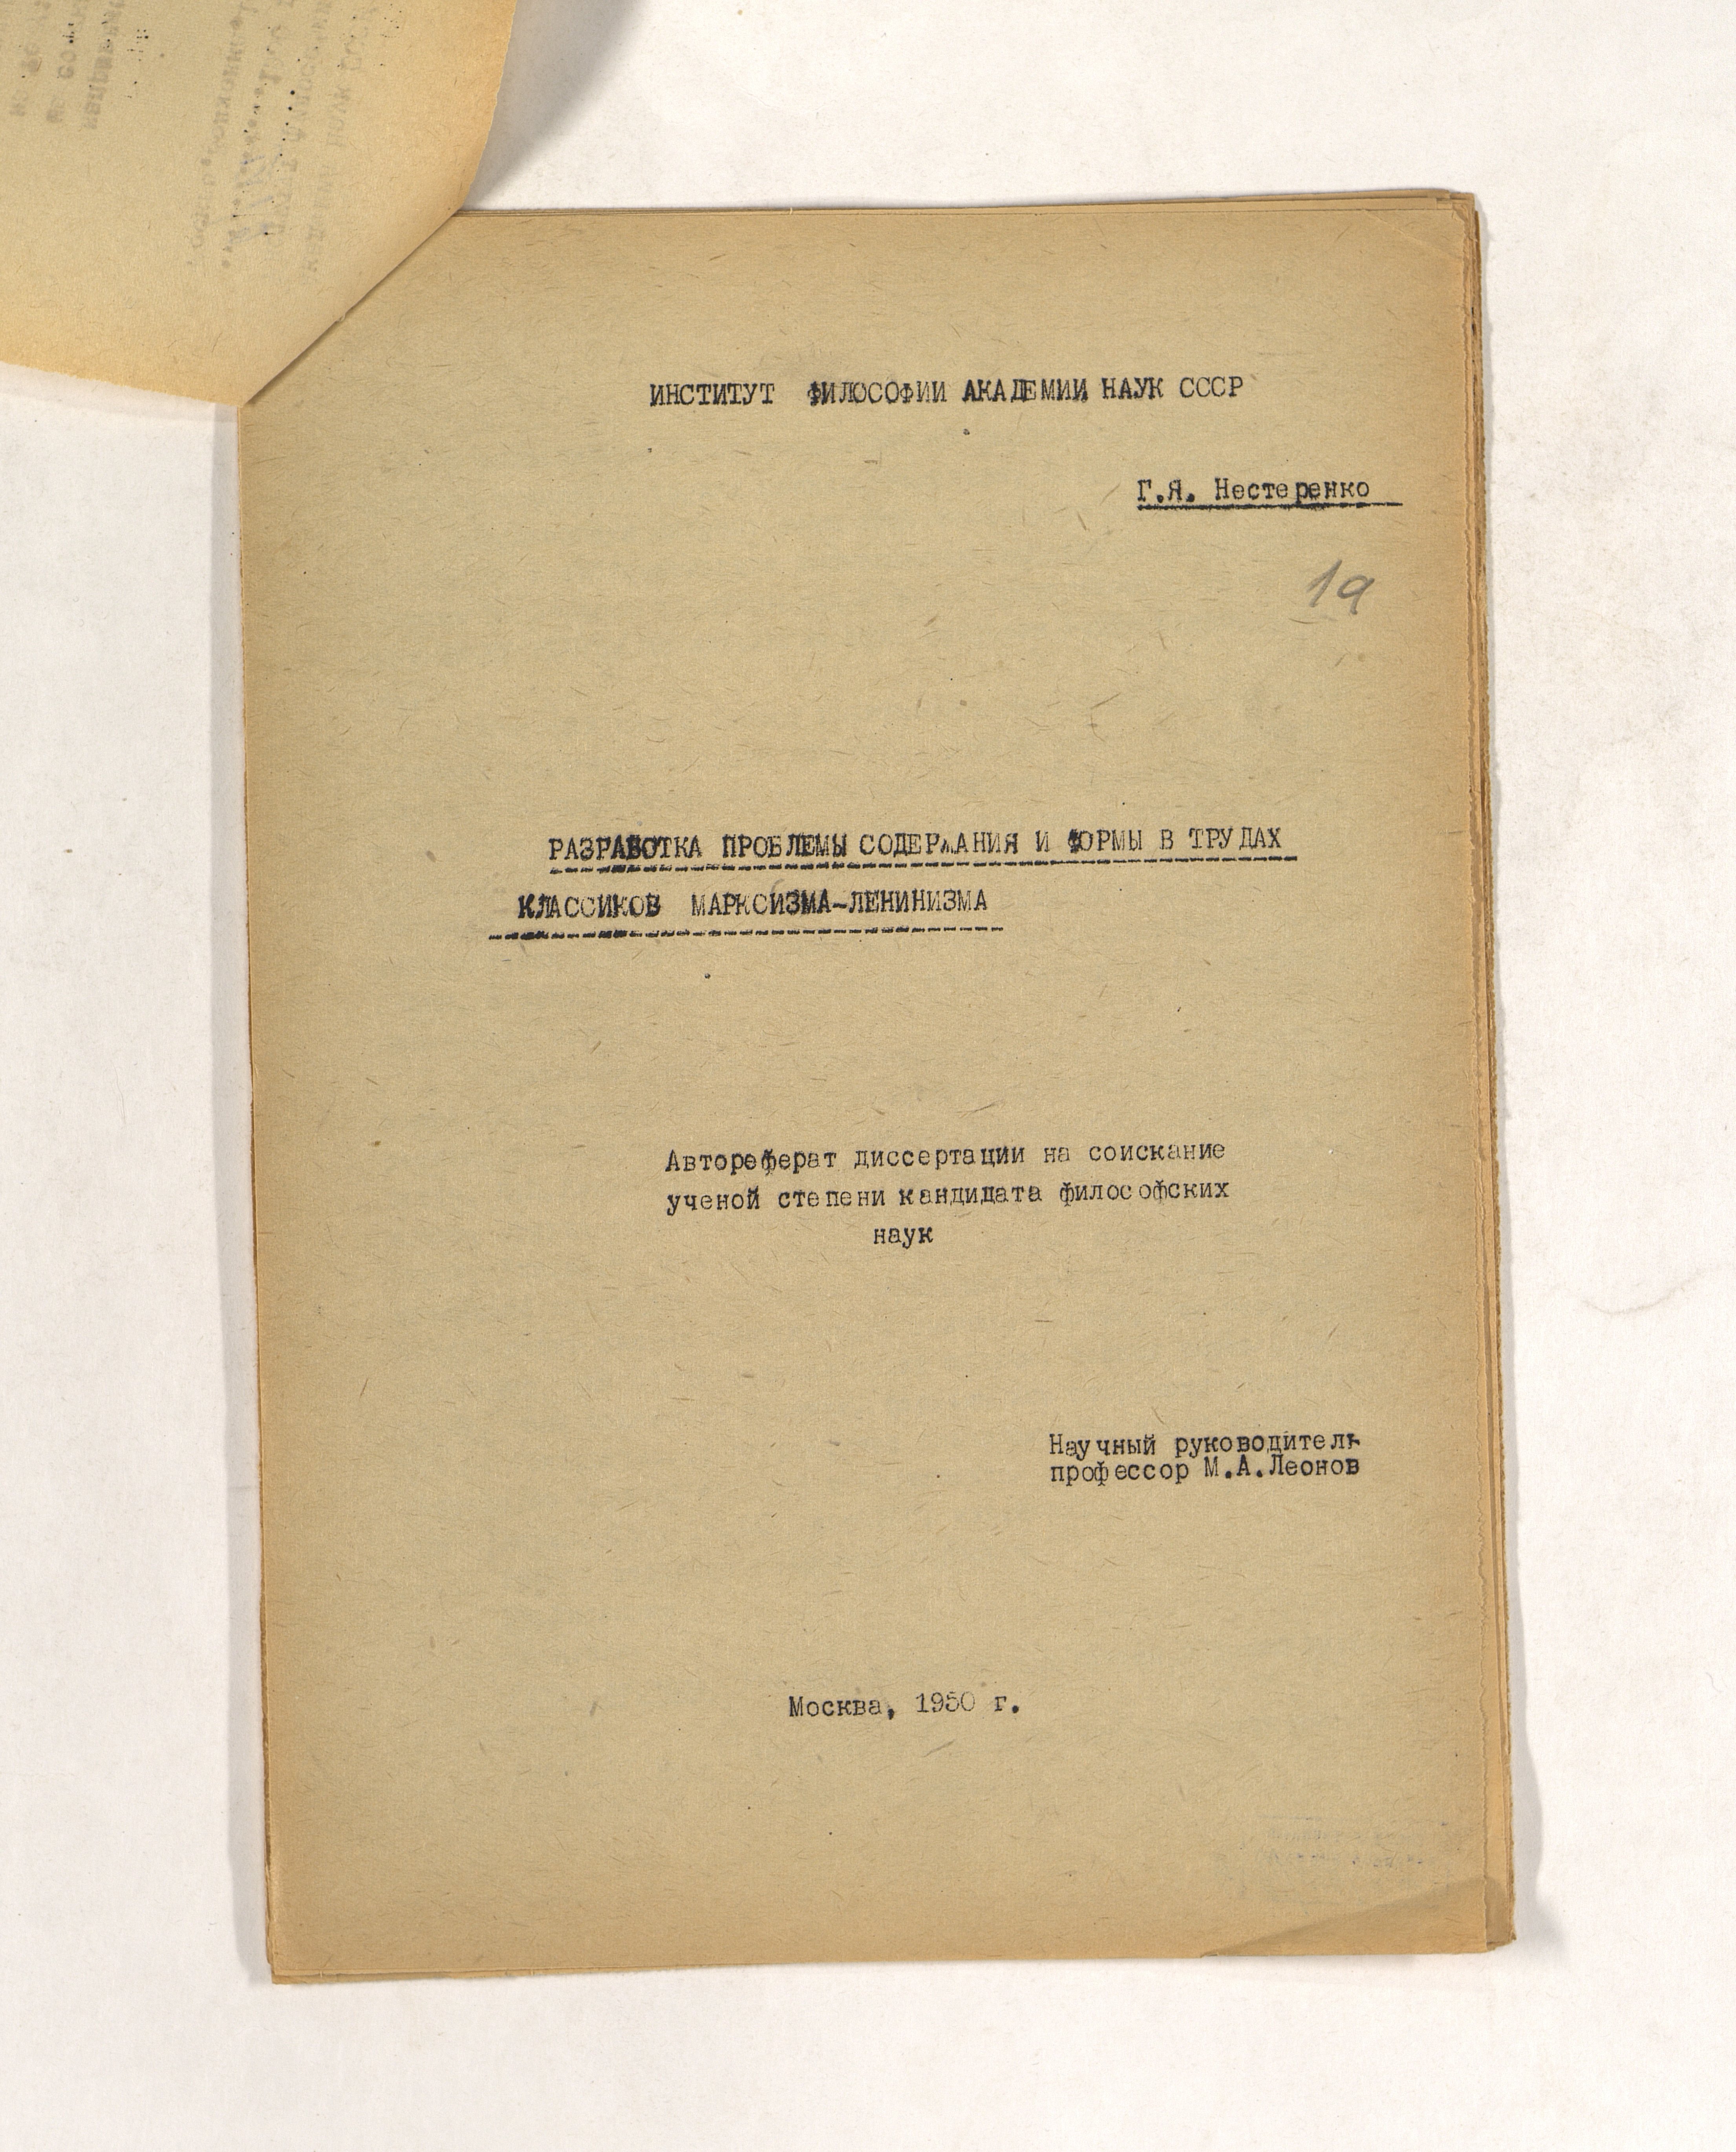 ИНСТИТУТ ФИЛОСОФИИ АКАДЕМИИ НАУК СССР
Г.Я. Нестеренко
19
РАЗРАБОТКА ПРОБЛЕМЫ СОДЕРЖАНИЯ И ФОРМЫ В ТРУДАХ
КЛАССИКОВ МАРКСИЗМА-ЛЕНИНИЗМА
Автореферат диссертации на соискание
ученой степени кандидата философских
наук
Научный руководитель
профессор М.А.Леонов
Москва, 1950 г.